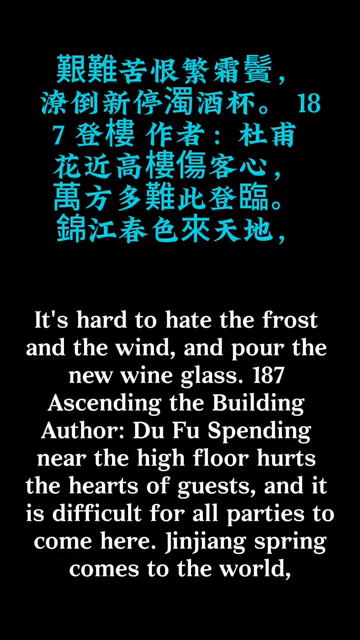 艱難苦恨繁霜鬢，
潦倒新停濁酒杯。 18
7 登樓 作者： 杜甫
花近高樓傷客心，
萬方多難此登臨。
錦江春色來天地，
It's hard to hate the frost
and the wind, and pour the
new wine glass. 187
Ascending the Building
Author: Du Fu Spending
near the high floor hurts
the hearts of guests, and it
is difficult for all parties to
come here. Jinjiang spring
comes to the world,